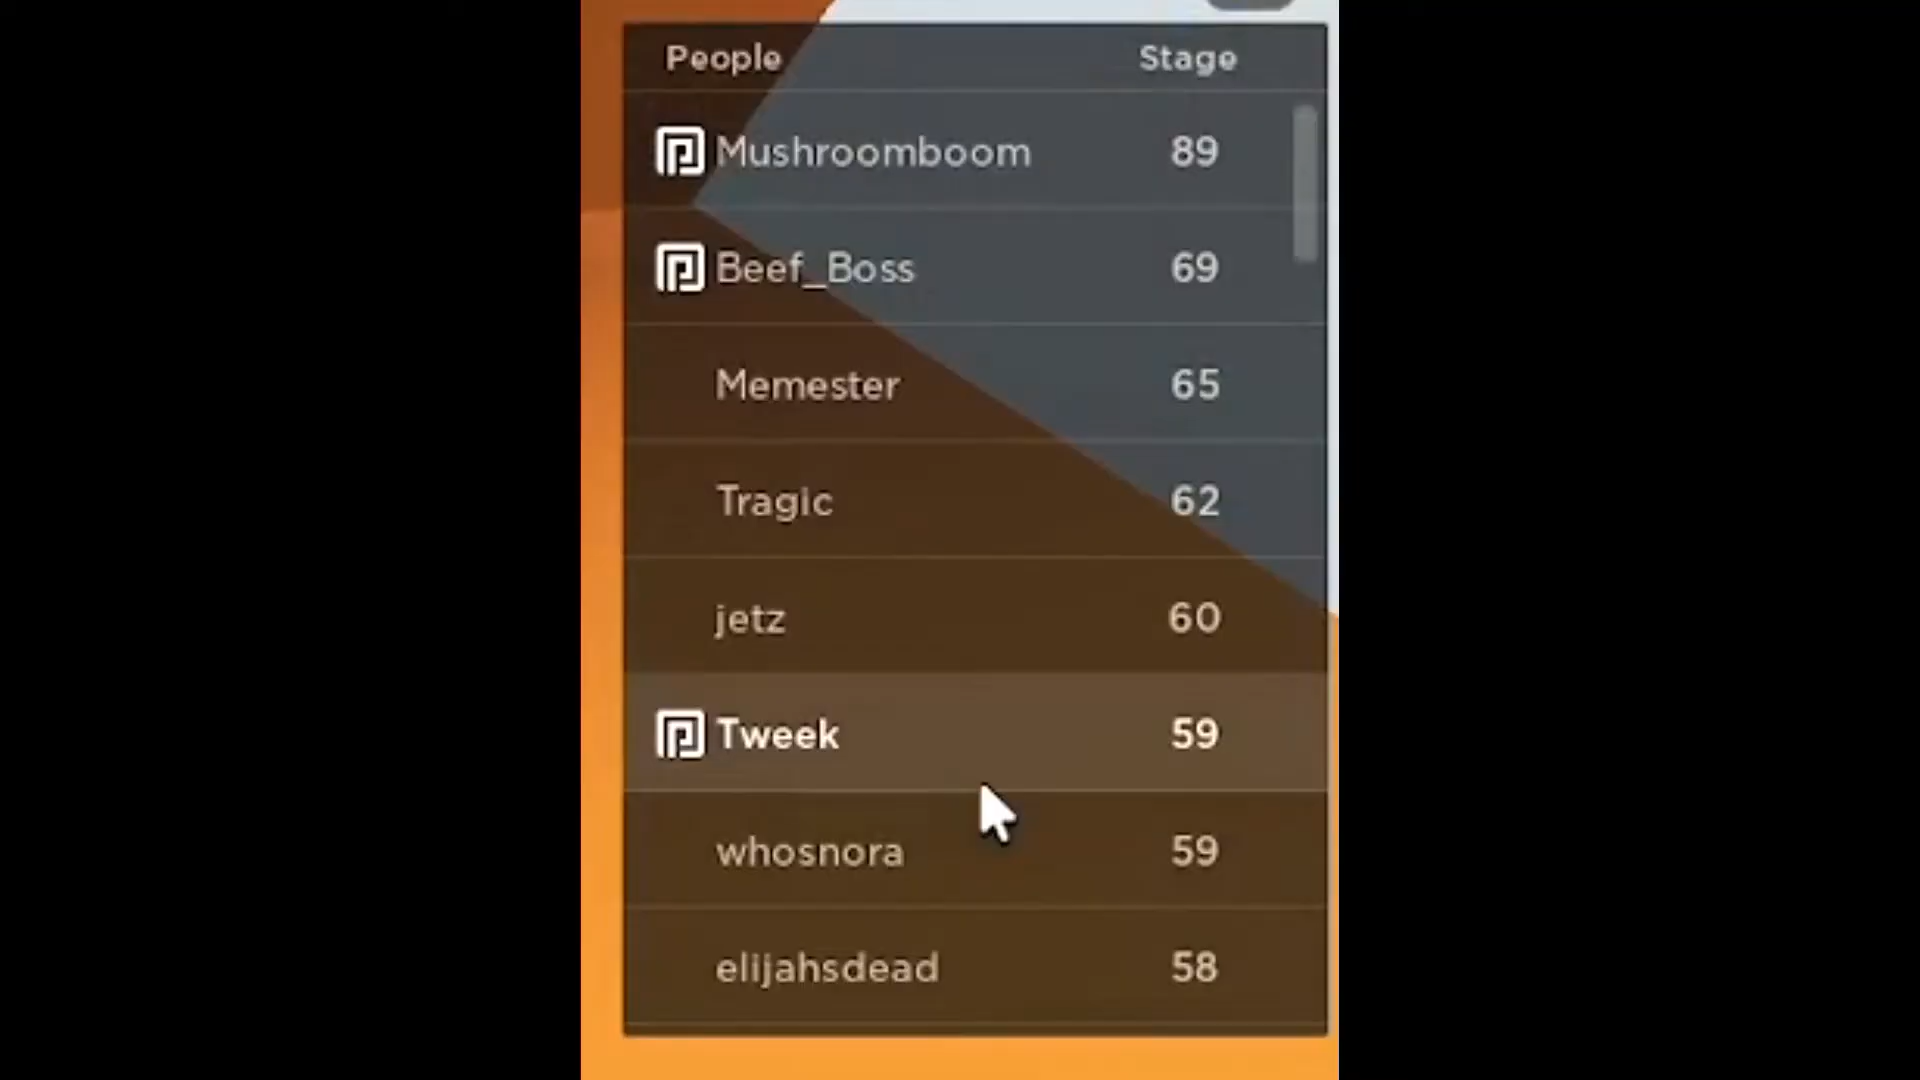 People Stage
Mushroomboom 89
Beef_Boss 69
Memester 65
Tragic 62
jetz 60
Tweek 59
whosnora 59
elijahsdead 58